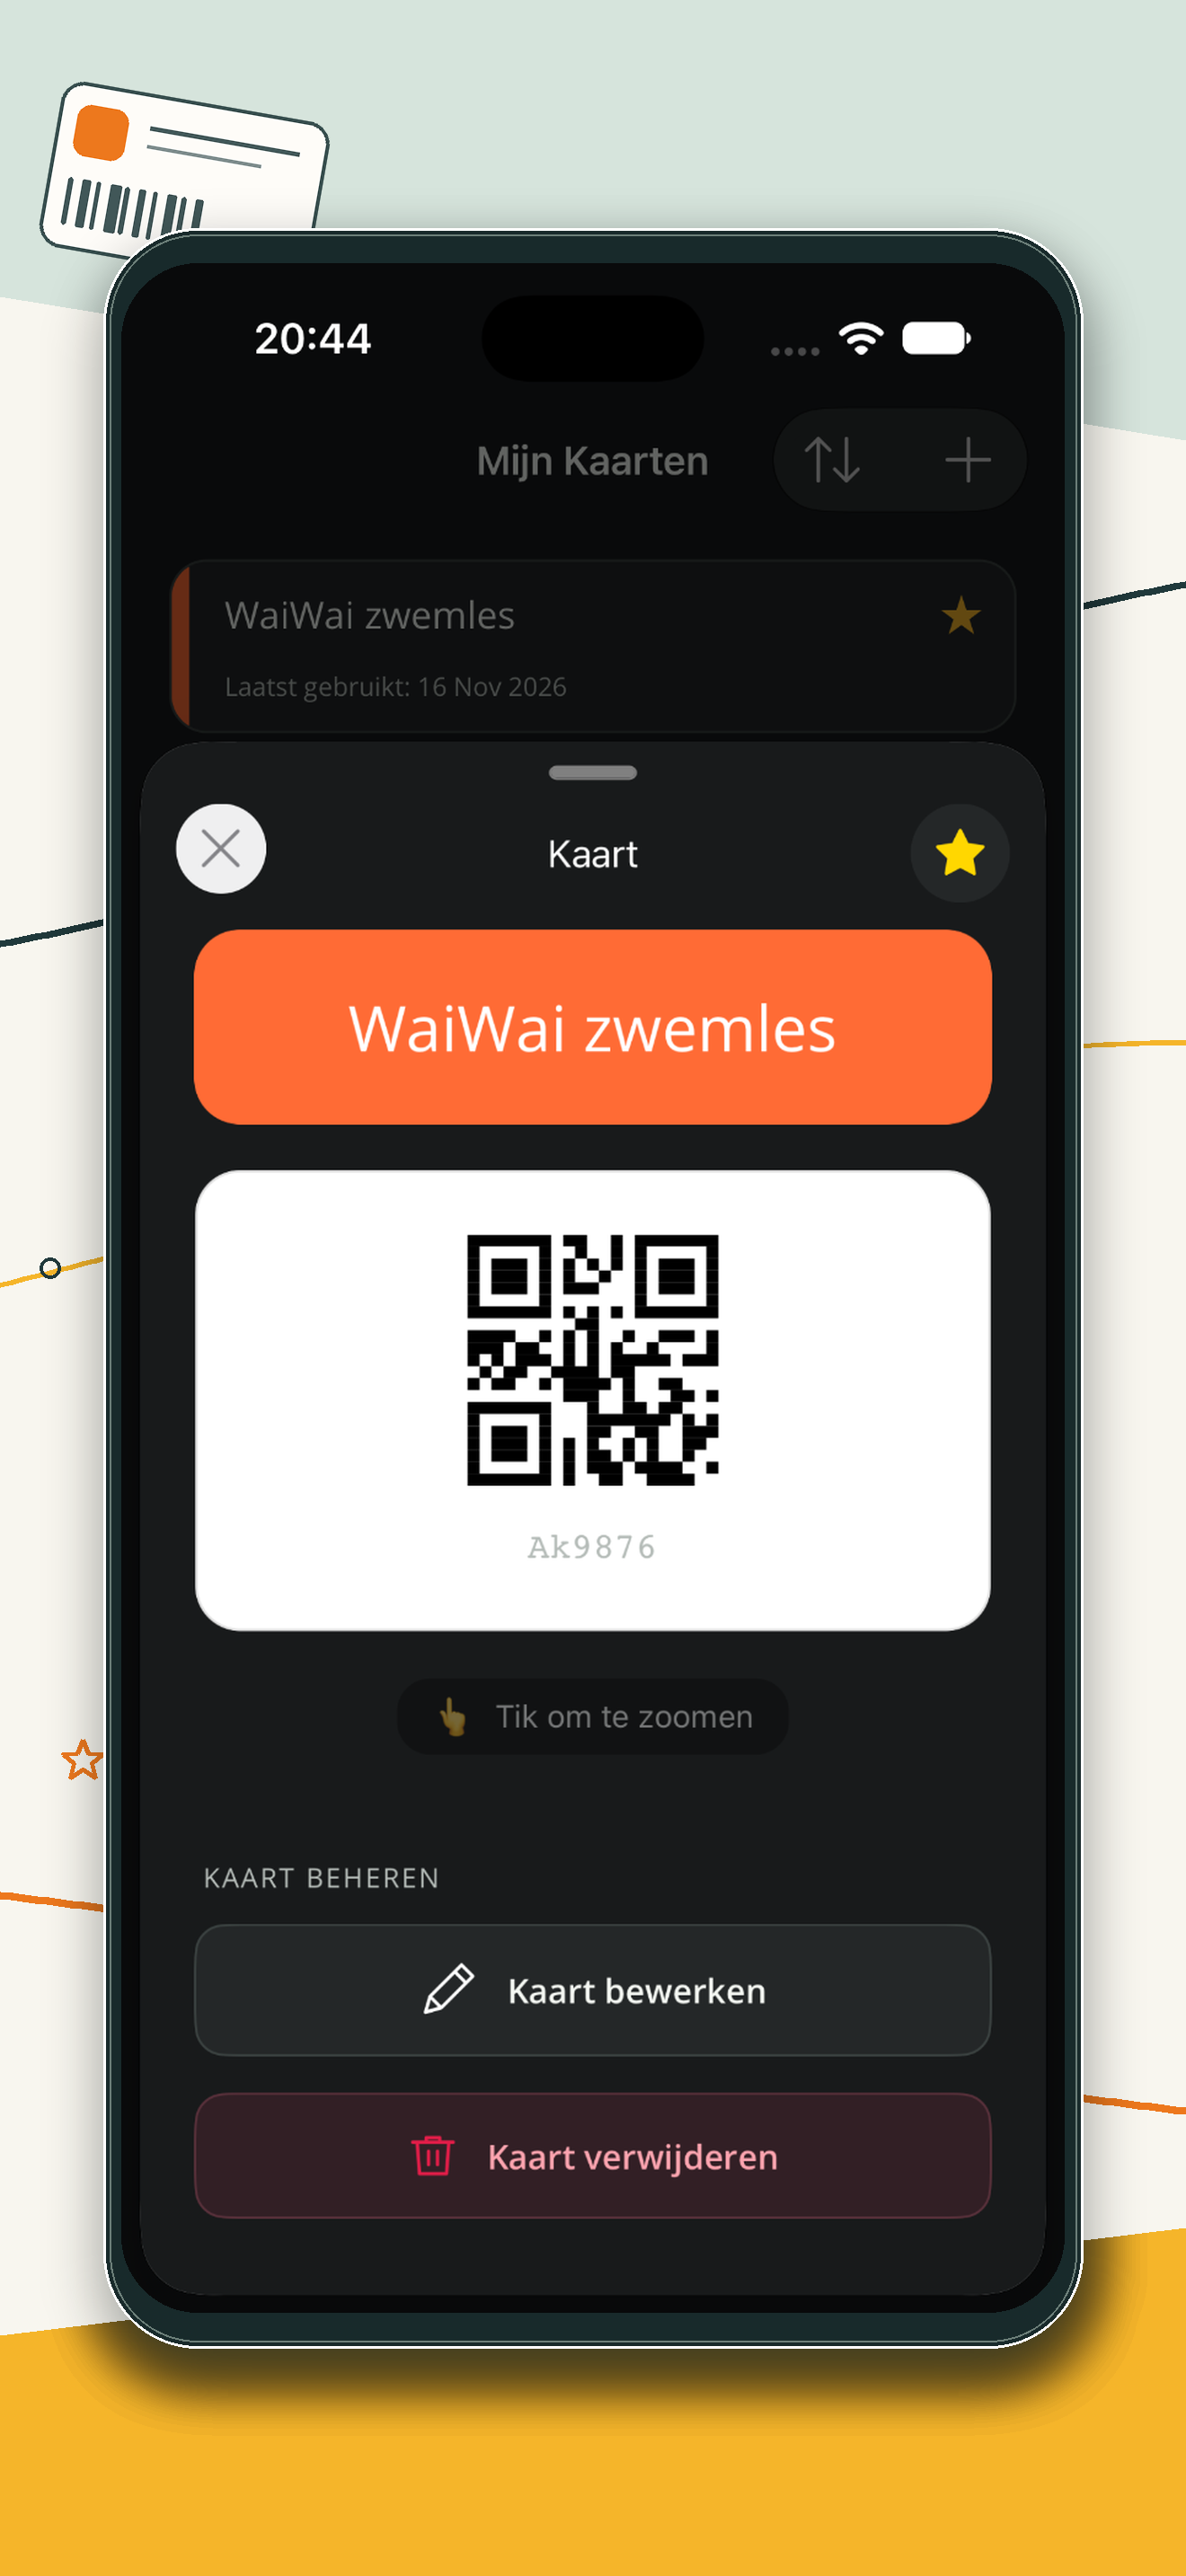 20:44
Mijn Kaarten
WaiWai zwemles
Laatst gebruikt: 16 Nov 2026
Kaart
WaiWai zwemles
Ak9876
Tik om te zoomen
KAART BEHEREN
Kaart bewerken
Kaart verwijderen